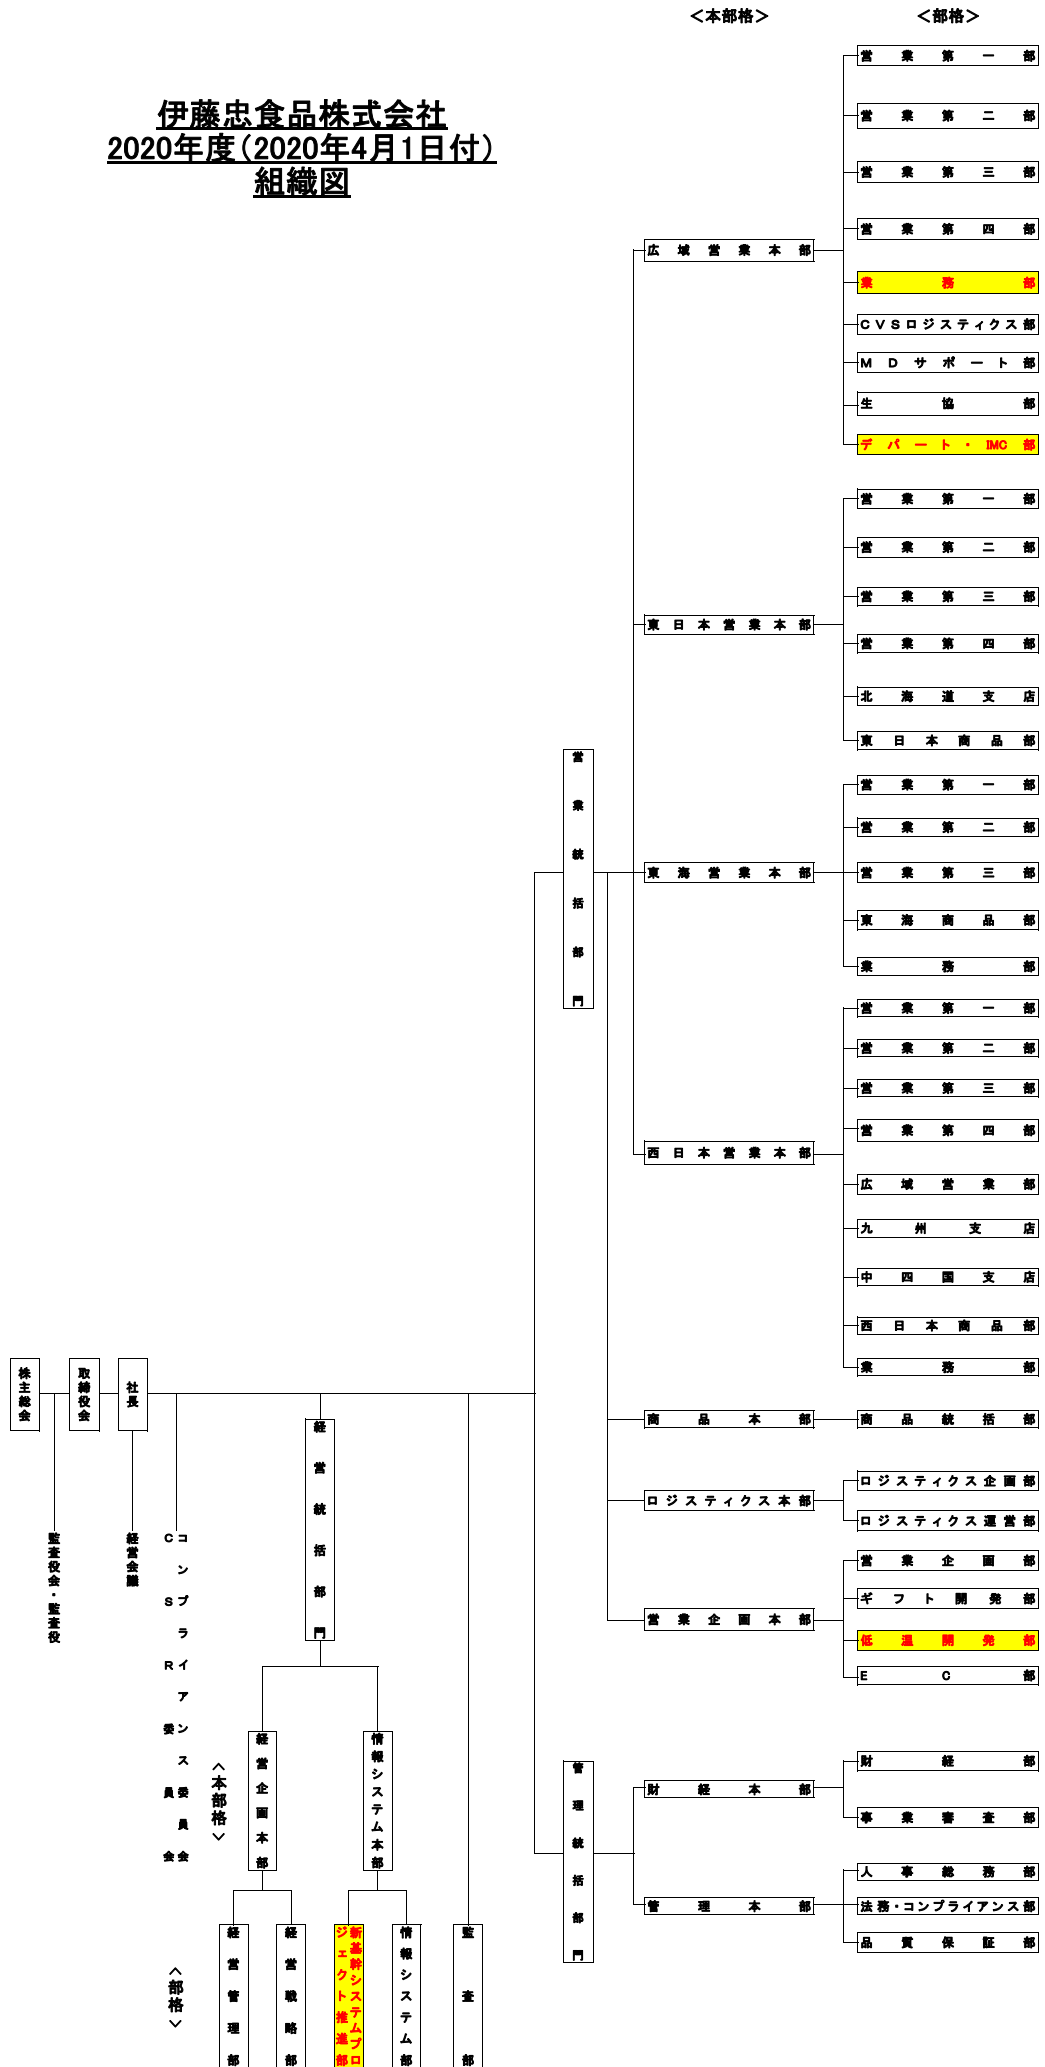 ＜本部格＞
＜部格＞
伊藤忠食品株式会社
2020年度（2020年4月1日付）
組織図
営業第一部
営業第二部
営業第三部
営業第四部
広域営業本部
業務部
CVSロジスティクス部
MDサポート部
生協部
デパート・IMC部
営業第一部
営業第二部
営業第三部
東日本営業本部
営業第四部
北海道支店
東日本商品部
営業統括部門
営業第一部
営業第二部
東海営業本部
営業第三部
東海商品部
業務部
営業第一部
営業第二部
営業第三部
営業第四部
西日本営業本部
広域営業部
九州支店
中四国支店
西日本商品部
業務部
株主総会
取締役会
社長
商品本部
商品統括部
経営統括部門
ロジスティクス企画部
ロジスティクス本部
ロジスティクス運営部
監査役会・監査役
経営会議
コンプライアンス委員会
CSR委員会
営業企画部
ギフト開発部
営業企画本部
低温開発部
EC部
＜本部格＞
経営企画本部
情報システム本部
管理統括部門
財経部
財経本部
事業審査部
人事総務部
管理本部
法務・コンプライアンス部
品質保証部
＜部格＞
経営管理部
経営戦略部
新基幹システムプロ
ジェクト推進部
情報システム部
監査部